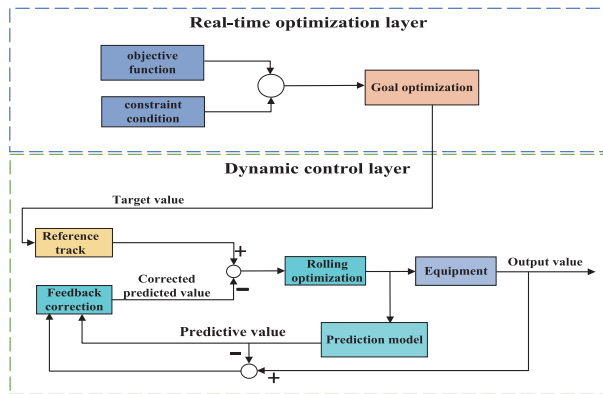 Real-time optimization layer
objective
function
constraint
condition
Goal optimization
Dynamic control layer
Target value
Reference
track
+
−
Corrected
predicted value
Feedback
correction
Rolling
optimization
Equipment
Output value
Predictive value
Prediction model
−
+